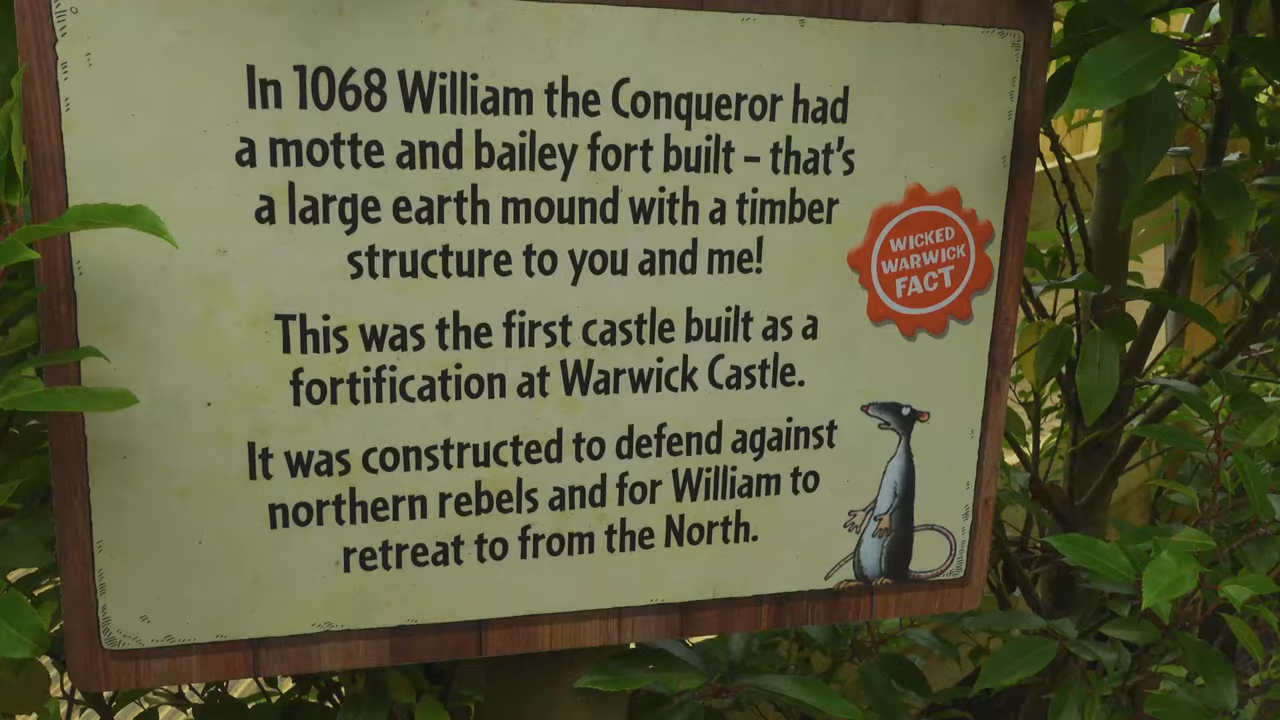 In 1068 William the Conqueror had
a motte and bailey fort built – that's
a large earth mound with a timber
structure to you and me!
This was the first castle built as a
fortification at Warwick Castle.
It was constructed to defend against
northern rebels and for William to
retreat to from the North.
WICKED
WARWICK
FACT